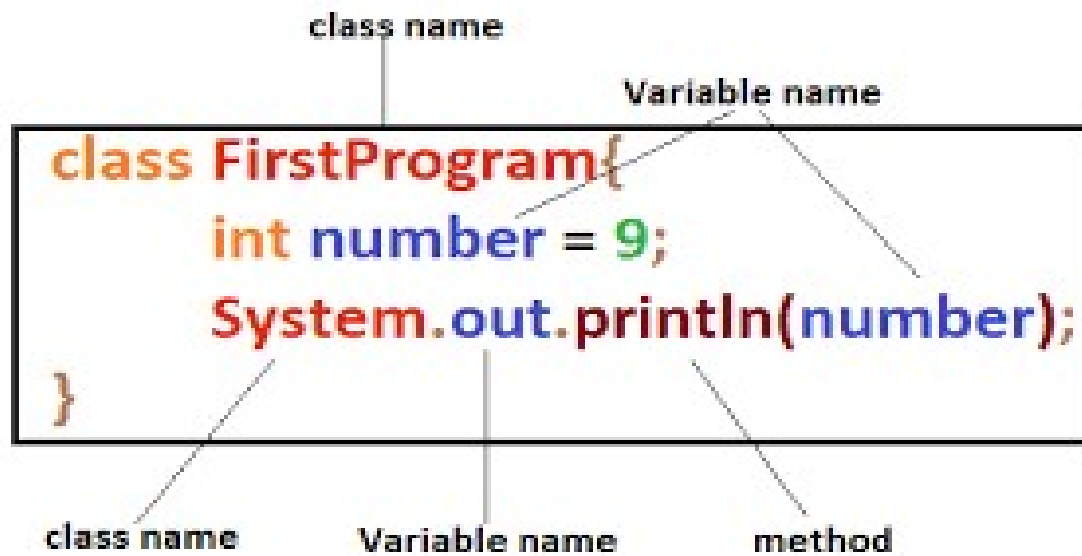 class name
Variable name
class FirstProgram{
int number = 9;
System.out.println(number);
}
class name
Variable name
method